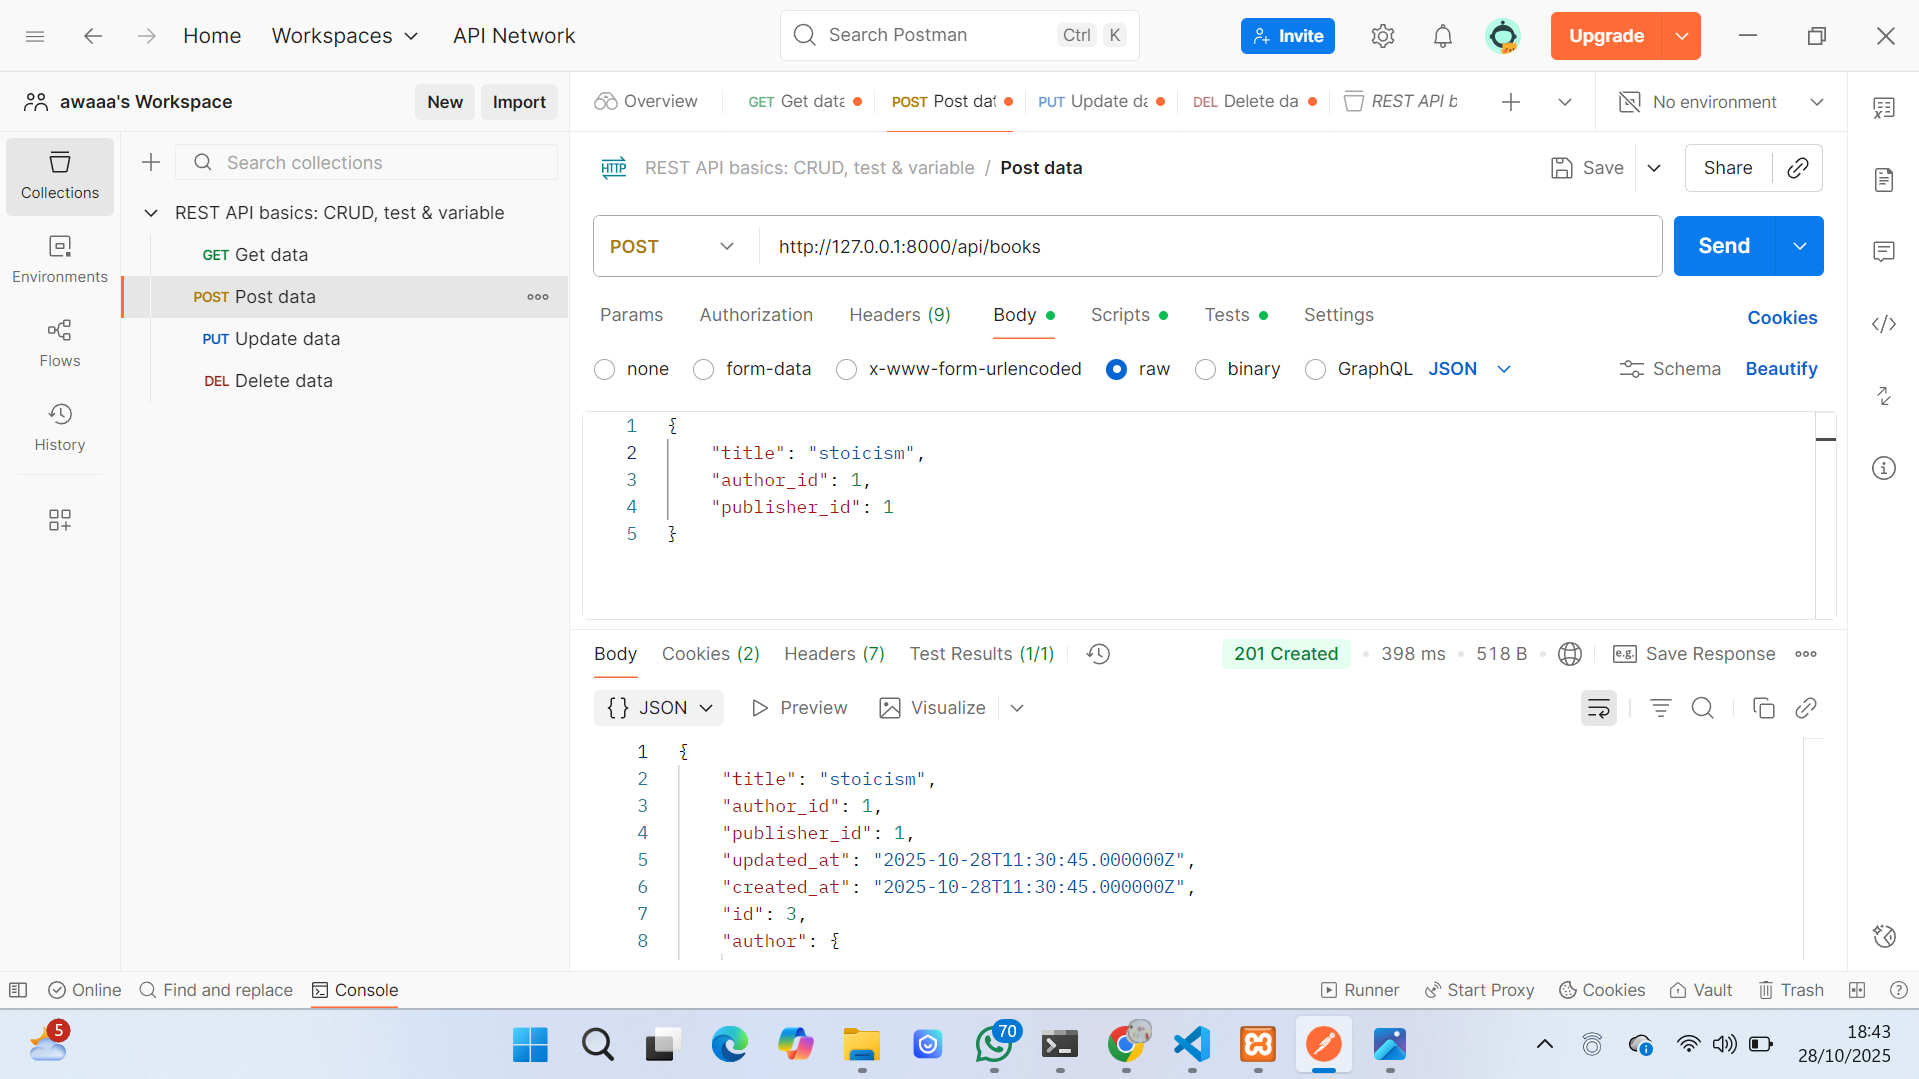 Home
Workspaces
API Network
Search Postman
Ctrl K
Invite
Upgrade
awaaa's Workspace
New
Import
Overview
GET Get data
POST Post dat
PUT Update da
DEL Delete da
REST API b
No environment
Collections
Environments
Flows
History
Search collections
REST API basics: CRUD, test & variable
GET Get data
POST Post data
PUT Update data
DEL Delete data
HTTP REST API basics: CRUD, test & variable / Post data
Save
Share
POST
http://127.0.0.1:8000/api/books
Send
Params
Authorization
Headers (9)
Body
Scripts
Tests
Settings
Cookies
none
form-data
x-www-form-urlencoded
raw
binary
GraphQL
JSON
Schema
Beautify
1 {
2 "title": "stoicism",
3 "author_id": 1,
4 "publisher_id": 1
5 }
Body
Cookies (2)
Headers (7)
Test Results (1/1)
201 Created
398 ms
518 B
e.g. Save Response
{} JSON
Preview
Visualize
1 {
2 "title": "stoicism",
3 "author_id": 1,
4 "publisher_id": 1,
5 "updated_at": "2025-10-28T11:30:45.000000Z",
6 "created_at": "2025-10-28T11:30:45.000000Z",
7 "id": 3,
8 "author": {
Online
Find and replace
Console
Runner
Start Proxy
Cookies
Vault
Trash
5
70
18:43
28/10/2025